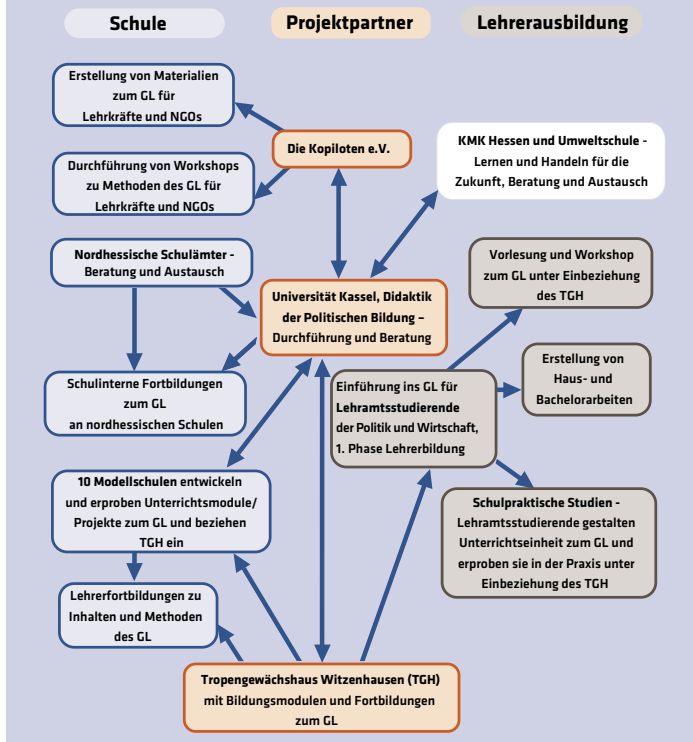 Schule
Projektpartner
Lehrerausbildung
Erstellung von Materialien
zum GL für
Lehrkräfte und NGOs
Die Kopiloten e.V.
KMK Hessen und Umweltschule -
Lernen und Handeln für die
Zukunft, Beratung und Austausch
Durchführung von Workshops
zu Methoden des GL für
Lehrkräfte und NGOs
Nordhessische Schulämter -
Beratung und Austausch
Vorlesung und Workshop
zum GL unter Einbeziehung
des TGH
Universität Kassel, Didaktik
der Politischen Bildung –
Durchführung und Beratung
Schulinterne Fortbildungen
zum GL
an nordhessischen Schulen
Einführung ins GL für
Lehramtsstudierende
der Politik und Wirtschaft,
1. Phase Lehrerbildung
Erstellung von
Haus- und
Bachelorarbeiten
10 Modellschulen entwickeln
und erproben Unterrichtsmodule/
Projekte zum GL und beziehen
TGH ein
Schulpraktische Studien -
Lehramtsstudierende gestalten
Unterrichtseinheit zum GL und
erproben sie in der Praxis unter
Einbeziehung des TGH
Lehrerfortbildungen zu
Inhalten und Methoden
des GL
Tropengewächshaus Witzenhausen (TGH)
mit Bildungsmodulen und Fortbildungen
zum GL